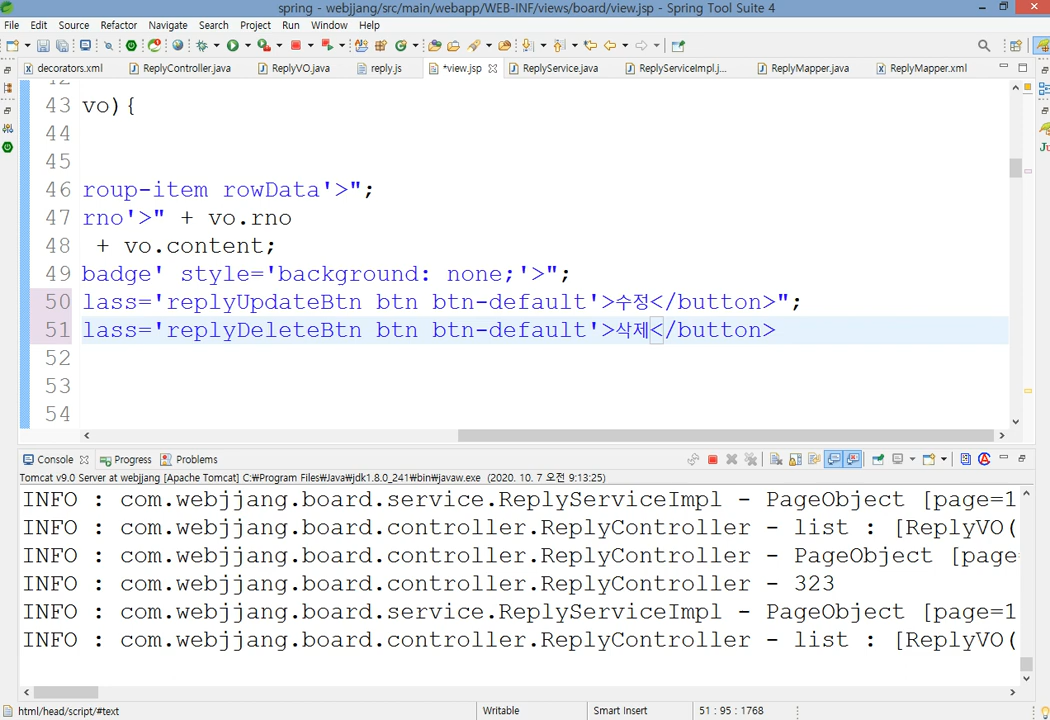 spring - webjjang/src/main/webapp/WEB-INF/views/board/view.jsp - Spring Tool Suite 4
File Edit Source Refactor Navigate Search Project Run Window Help
decorators.xml ReplyController.java ReplyVO.java reply.js *view.jsp ReplyService.java ReplyServiceImpl.j... ReplyMapper.java ReplyMapper.xml
43 vo){
44
45
46 roup-item rowData'>";
47 rno'>" + vo.rno
48 + vo.content;
49 badge' style='background: none;'>";
50 lass='replyUpdateBtn btn btn-default'>수정</button>";
51 lass='replyDeleteBtn btn btn-default'>삭제</button>
52
53
54
Console Progress Problems
Tomcat v9.0 Server at webjjang [Apache Tomcat] C:₩Program Files₩Java₩jdk1.8.0_241₩bin₩javaw.exe (2020. 10. 7 오전 9:13:25)
INFO : com.webjjang.board.service.ReplyServiceImpl - PageObject [page=1
INFO : com.webjjang.board.controller.ReplyController - list : [ReplyVO(
INFO : com.webjjang.board.controller.ReplyController - PageObject [page=
INFO : com.webjjang.board.controller.ReplyController - 323
INFO : com.webjjang.board.service.ReplyServiceImpl - PageObject [page=1
INFO : com.webjjang.board.controller.ReplyController - list : [ReplyVO(
html/head/script/#text Writable Smart Insert 51 : 95 : 1768